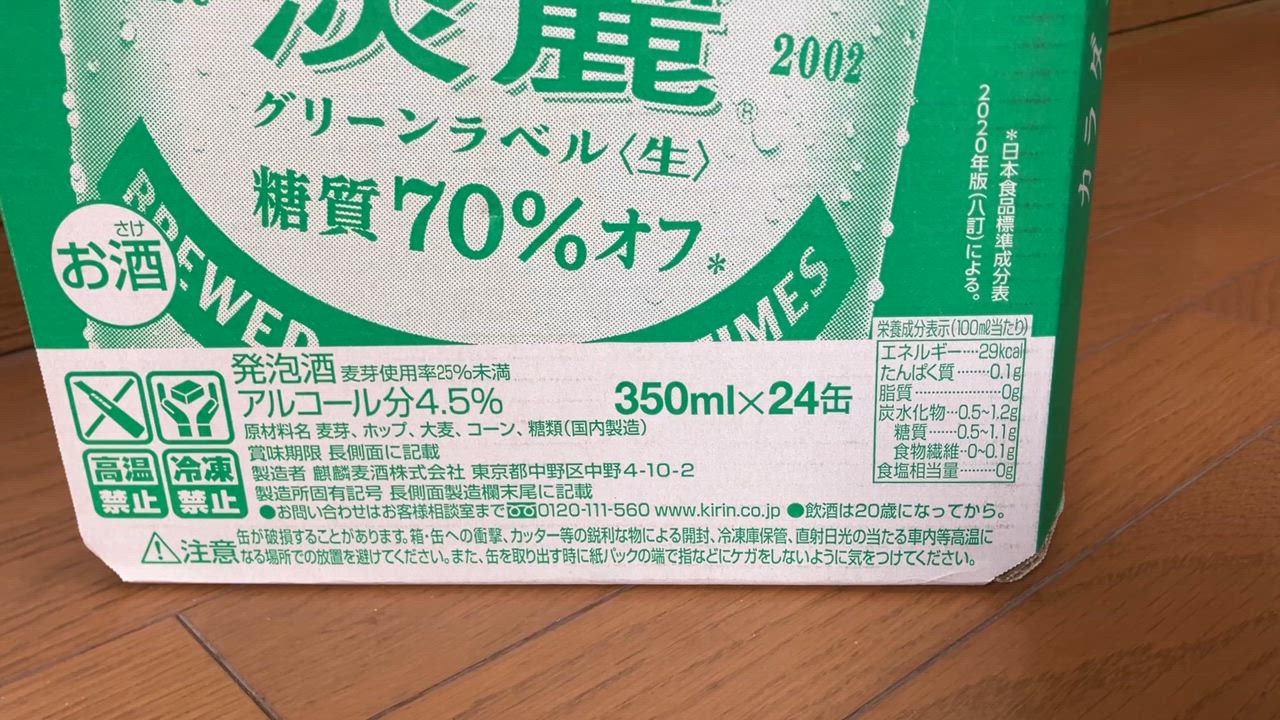 淡麗
2002
グリーンラベル〈生〉
®
糖質70%オフ*
BREWED
TIMES
さけ
お酒
*日本食品標準成分表
2020年版(八訂)による。
カラダ
発泡酒 麦芽使用率25%未満
アルコール分4.5%
350ml×24缶
原材料名 麦芽、ホップ、大麦、コーン、糖類(国内製造)
賞味期限 長側面に記載
製造者 麒麟麦酒株式会社 東京都中野区中野4-10-2
製造所固有記号 長側面製造欄末尾に記載
●お問い合わせはお客様相談室まで 0120-111-560 www.kirin.co.jp ●飲酒は20歳になってから。
高温禁止
冷凍禁止
栄養成分表示(100ml当たり)
エネルギー····29kcal
たんぱく質·······0.1g
脂質·················0g
炭水化物···0.5~1.2g
糖質·······0.5~1.1g
食物繊維··0~0.1g
食塩相当量·········0g
⚠注意
缶が破損することがあります。箱・缶への衝撃、カッター等の鋭利な物による開封、冷凍庫保管、直射日光の当たる車内等高温に
なる場所での放置を避けてください。また、缶を取り出す時に紙パックの端で指などにケガをしないように気をつけてください。